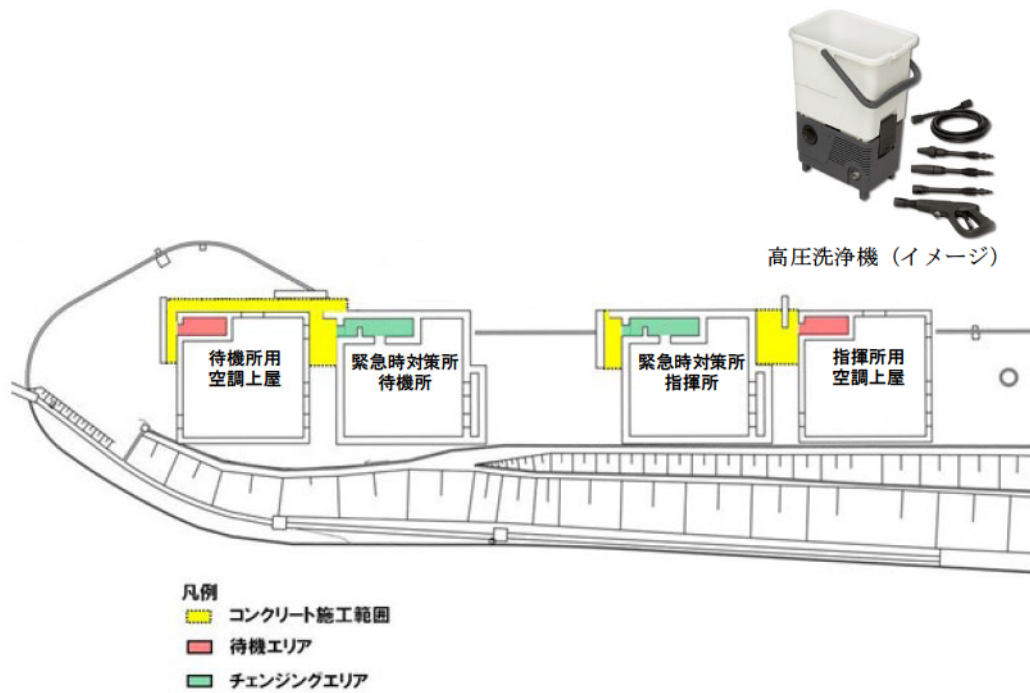 高圧洗浄機（イメージ）
待機所用
空調上屋
緊急時対策所
待機所
緊急時対策所
指揮所
指揮所用
空調上屋
凡例
コンクリート施工範囲
待機エリア
チェンジングエリア